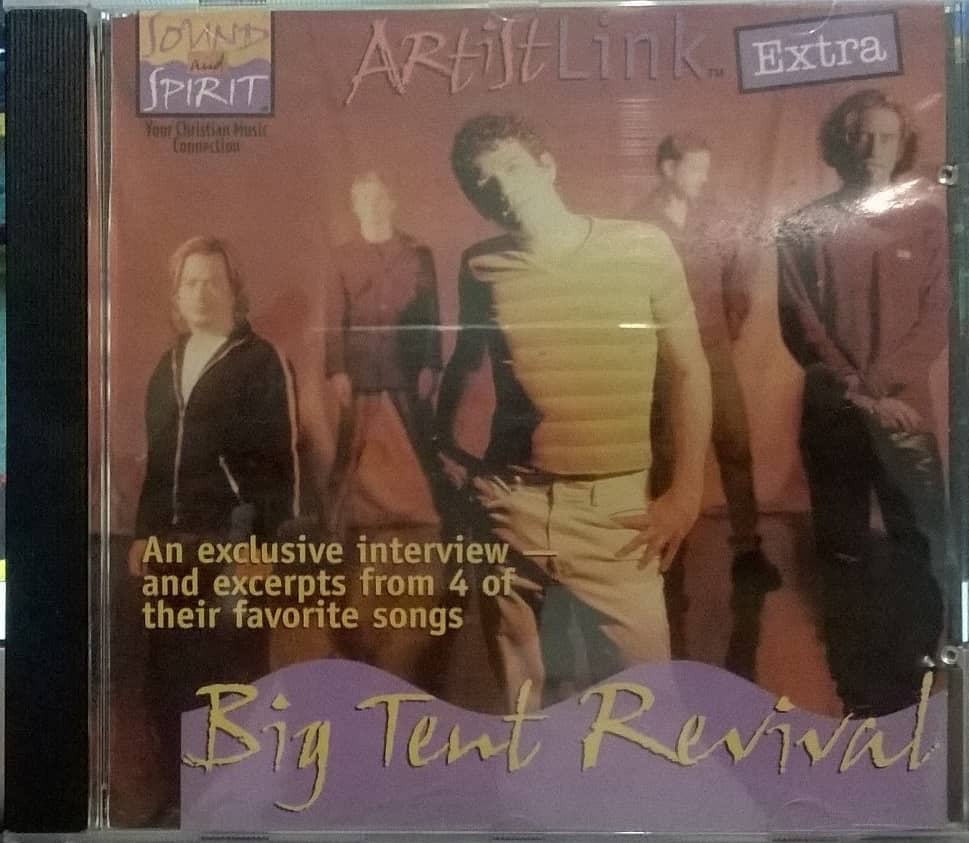 SOUND
and
SPIRIT
Your Christian Music
Connection
ArtistLink™
Extra
An exclusive interview —
and excerpts from 4 of
their favorite songs
Big Tent Revival